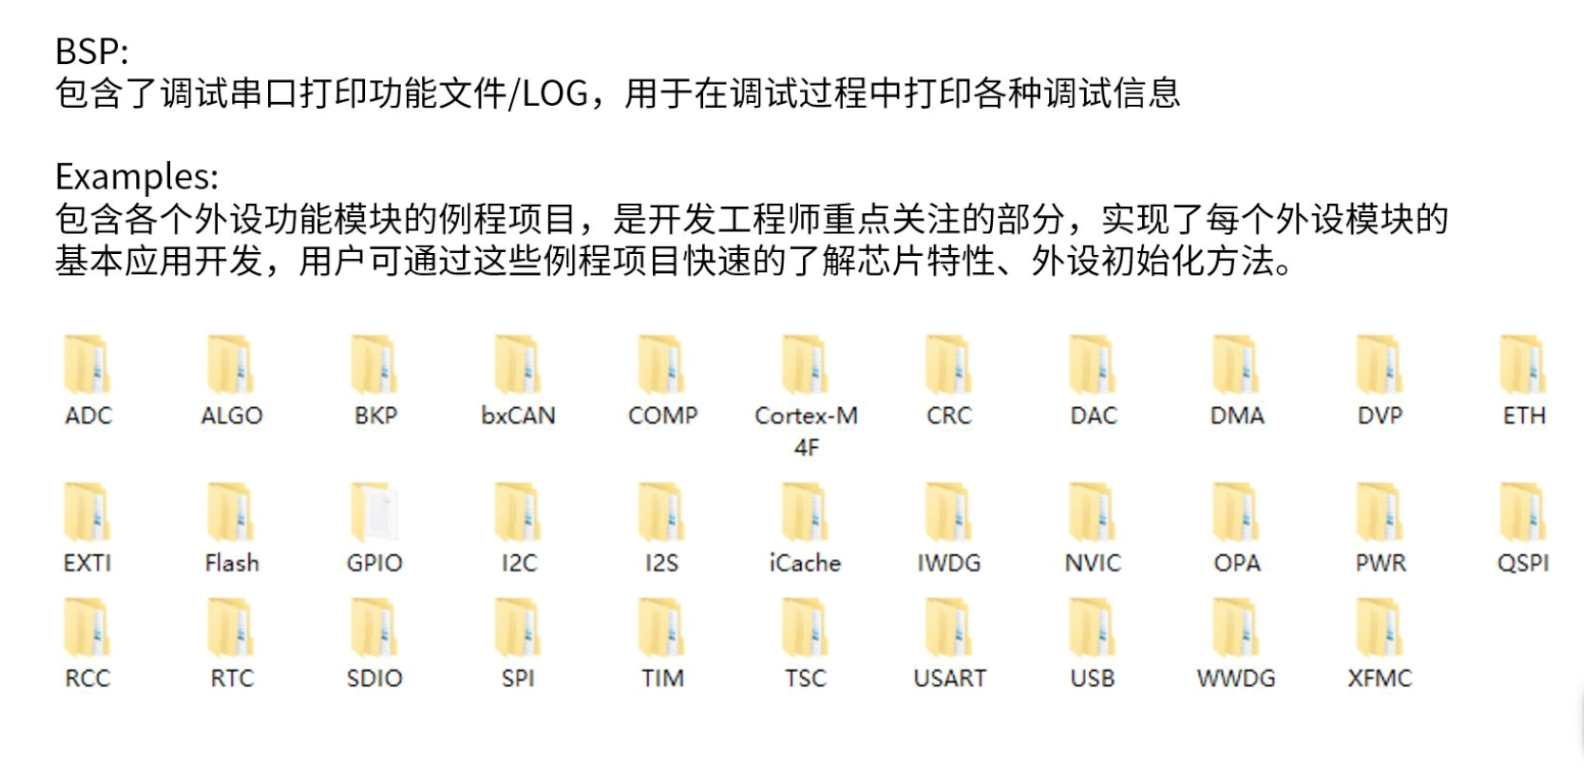 BSP:
包含了调试串口打印功能文件/LOG，用于在调试过程中打印各种调试信息
Examples:
包含各个外设功能模块的例程项目，是开发工程师重点关注的部分，实现了每个外设模块的
基本应用开发，用户可通过这些例程项目快速的了解芯片特性、外设初始化方法。
ADC ALGO BKP bxCAN COMP Cortex-M CRC DAC DMA DVP ETH
4F
EXTI Flash GPIO I2C I2S iCache IWDG NVIC OPA PWR QSPI
RCC RTC SDIO SPI TIM TSC USART USB WWDG XFMC